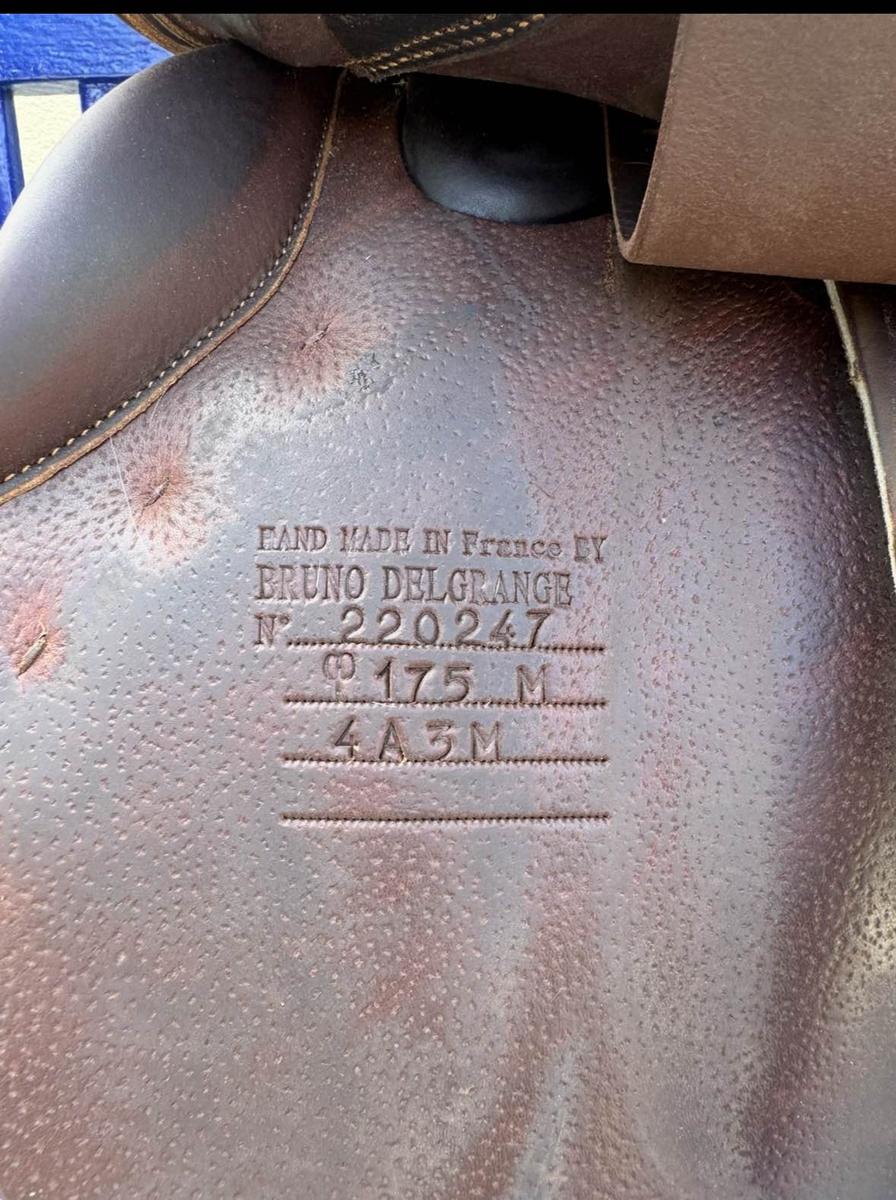 HAND MADE IN France BY
BRUNO DELGRANGE
N° 220247
175 M
4A3M